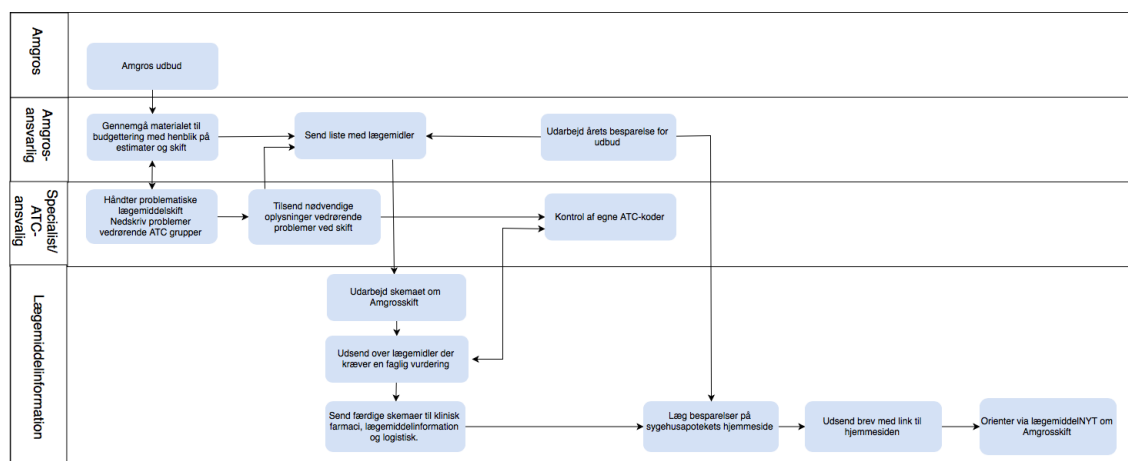 Amgros
Amgros udbud
Amgros-
ansvarlig
Gennemgå materialet til
budgettering med henblik på
estimater og skift
Send liste med lægemidler
Udarbejd årets besparelse for
udbud
Specialist/
ATC-
ansvalig
Håndter problematiske
lægemiddelskift
Nedskriv problemer
vedrørende ATC grupper
Tilsend nødvendige
oplysninger vedrørende
problemer ved skift
Kontrol af egne ATC-koder
Lægemiddelinformation
Udarbejd skemaet om
Amgrosskift
Udsend over lægemidler der
kræver en faglig vurdering
Send færdige skemaer til klinisk
farmaci, lægemiddelinformation
og logistisk.
Læg besparelser på
sygehusapotekets hjemmeside
Udsend brev med link til
hjemmesiden
Orienter via lægemiddelNYT om
Amgrosskift